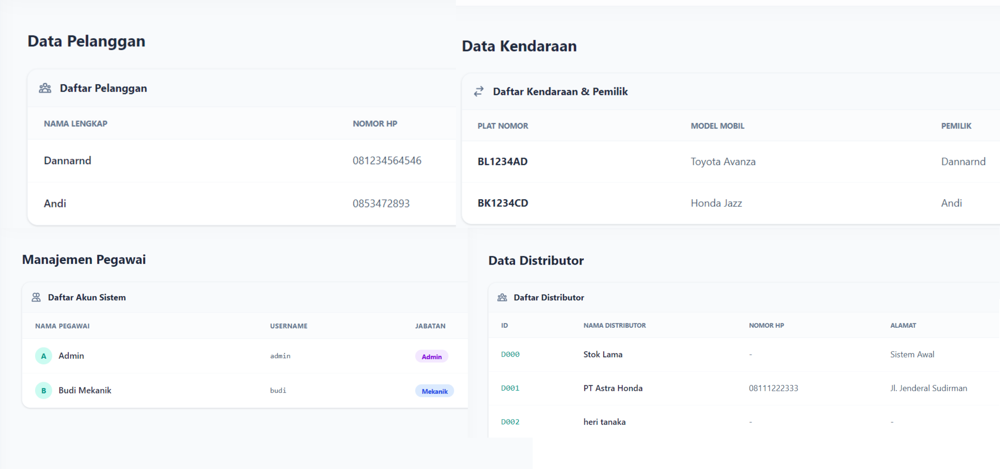 Data Pelanggan
Daftar Pelanggan
NAMA LENGKAP NOMOR HP
Dannarnd 081234564546
Andi 0853472893
Data Kendaraan
Daftar Kendaraan & Pemilik
PLAT NOMOR MODEL MOBIL PEMILIK
BL1234AD Toyota Avanza Dannarnd
BK1234CD Honda Jazz Andi
Manajemen Pegawai
Daftar Akun Sistem
NAMA PEGAWAI USERNAME JABATAN
A Admin admin Admin
B Budi Mekanik budi Mekanik
Data Distributor
Daftar Distributor
ID NAMA DISTRIBUTOR NOMOR HP ALAMAT
D000 Stok Lama - Sistem Awal
D001 PT Astra Honda 08111222333 Jl. Jenderal Sudirman
D002 heri tanaka - -